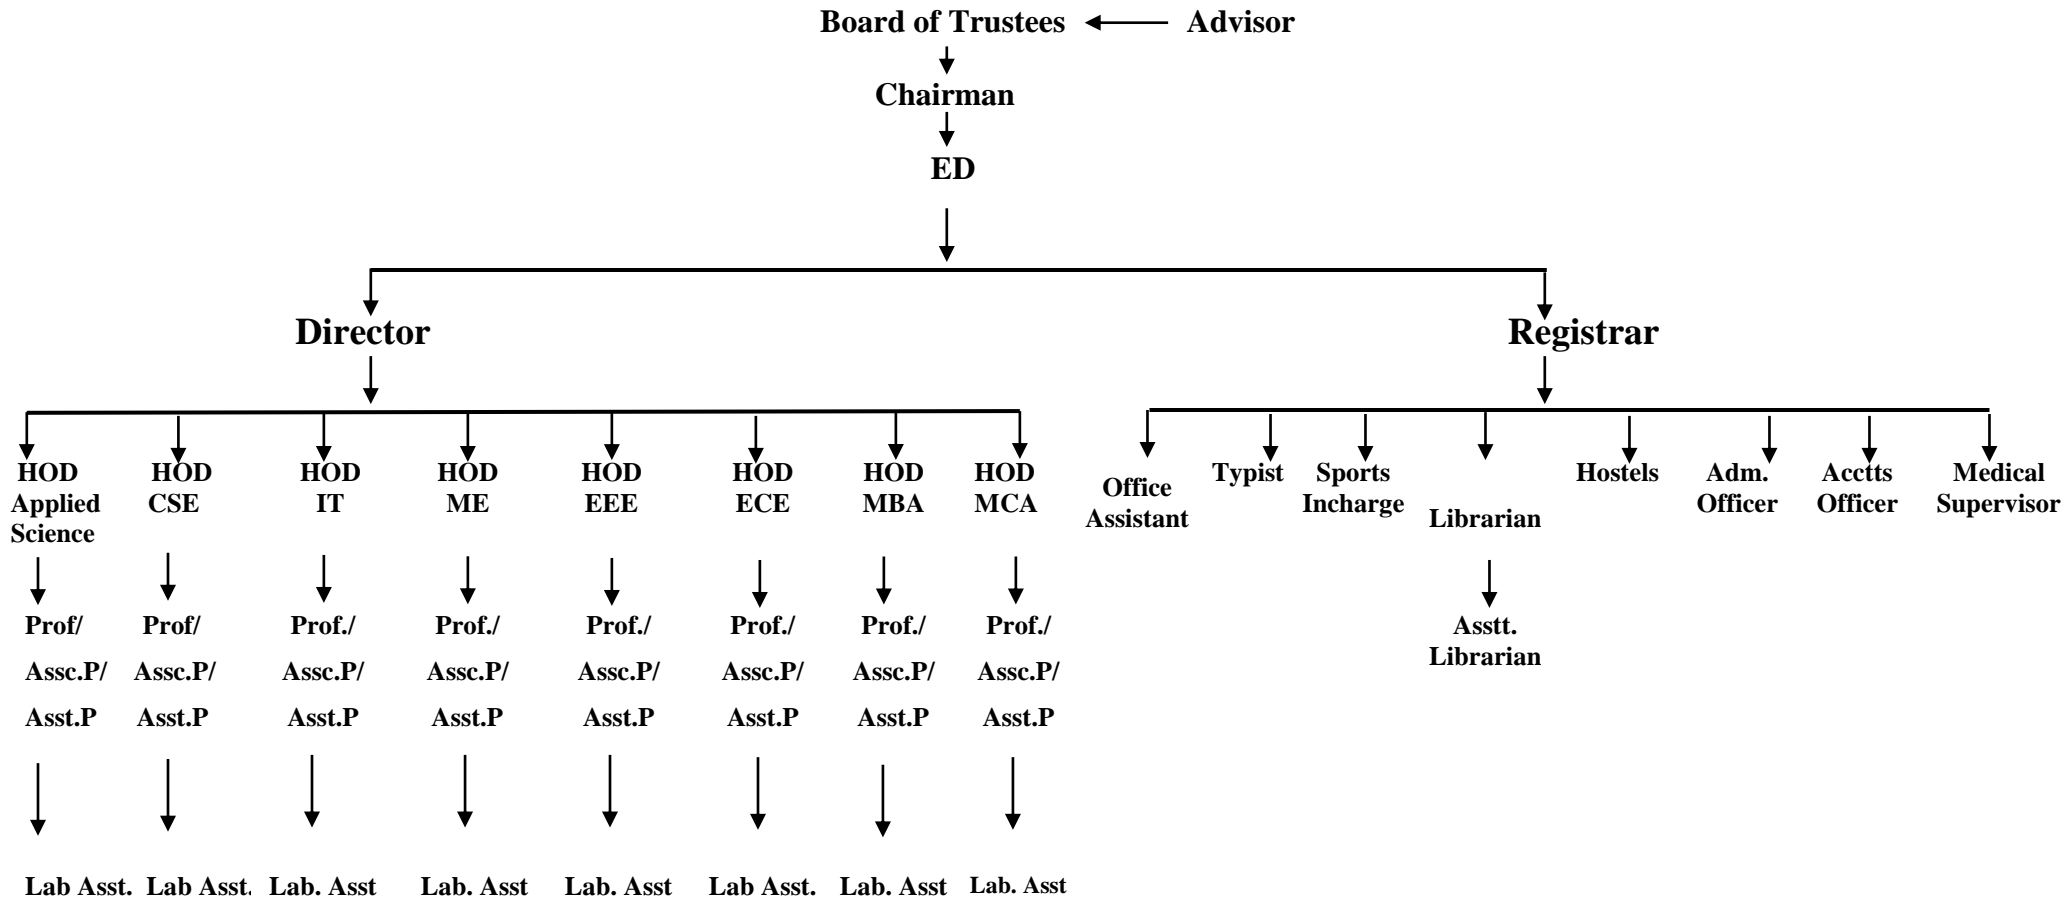 Board of Trustees Advisor
Chairman
ED
Director Registrar
HOD HOD HOD HOD HOD HOD HOD HOD Typist Sports Hostels Adm. Acctts Medical
Office
Applied CSE IT ME EEE ECE MBA MCA Incharge Officer Officer Supervisor
Assistant Librarian
Science
Prof/ Prof/ Prof./ Prof./ Prof./ Prof./ Prof./ Prof./ Asstt.
Librarian
Assc.P/ Assc.P/ Assc.P/ Assc.P/ Assc.P/ Assc.P/ Assc.P/ Assc.P/
Asst.P Asst.P Asst.P Asst.P Asst.P Asst.P Asst.P Asst.P
Lab Asst. Lab Asst. Lab. Asst Lab. Asst Lab. Asst Lab Asst. Lab. Asst Lab. Asst